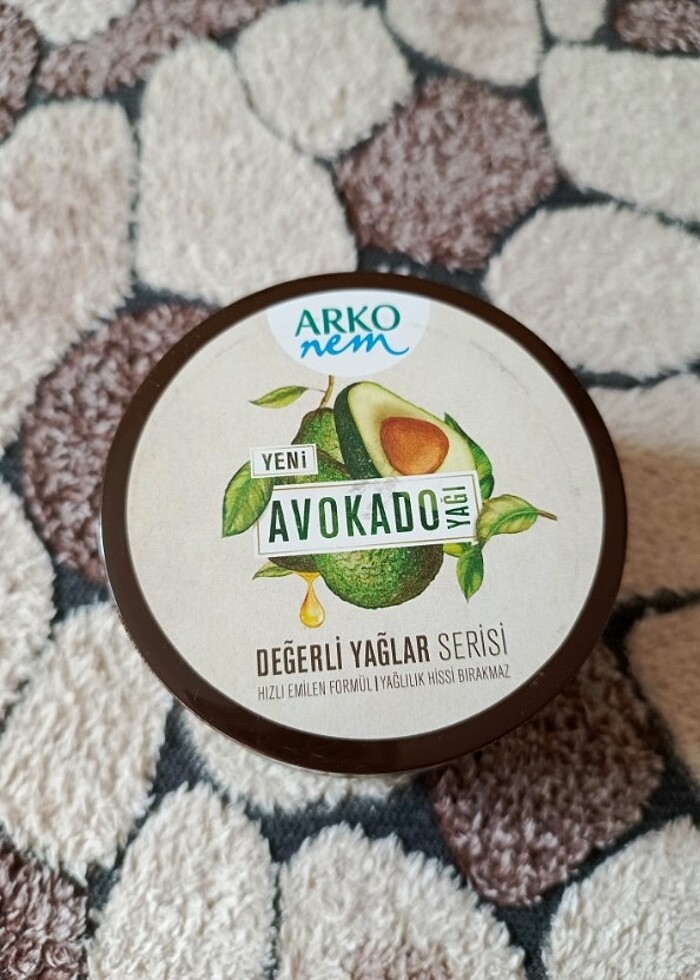 ARKO
nem
YENİ
AVOKADO YAĞI
DEĞERLİ YAĞLAR SERİSİ
HIZLI EMİLEN FORMÜL | YAĞLILIK HİSSİ BIRAKMAZ